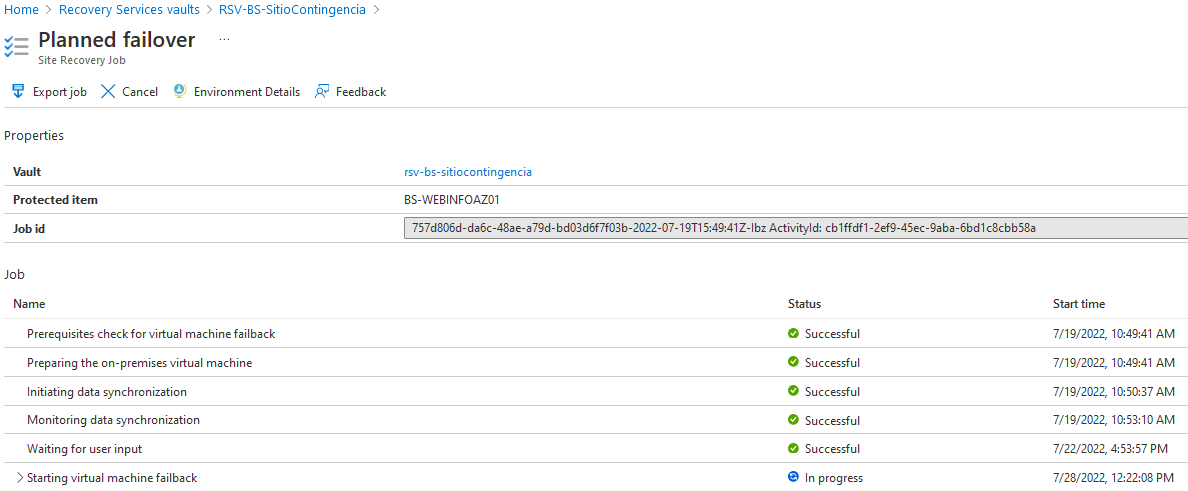 Home > Recovery Services vaults > RSV-BS-SitioContingencia >
Planned failover ...
Site Recovery Job
Export job Cancel Environment Details Feedback
Properties
Vault rsv-bs-sitiocontingencia
Protected item BS-WEBINFOAZ01
Job id 757d806d-da6c-48ae-a79d-bd03d6f7f03b-2022-07-19T15:49:41Z-Ibz ActivityId: cb1ffdf1-2ef9-45ec-9aba-6bd1c8cbb58a
Job
Name Status Start time
Prerequisites check for virtual machine failback Successful 7/19/2022, 10:49:41 AM
Preparing the on-premises virtual machine Successful 7/19/2022, 10:49:41 AM
Initiating data synchronization Successful 7/19/2022, 10:50:37 AM
Monitoring data synchronization Successful 7/19/2022, 10:53:10 AM
Waiting for user input Successful 7/22/2022, 4:53:57 PM
Starting virtual machine failback In progress 7/28/2022, 12:22:08 PM